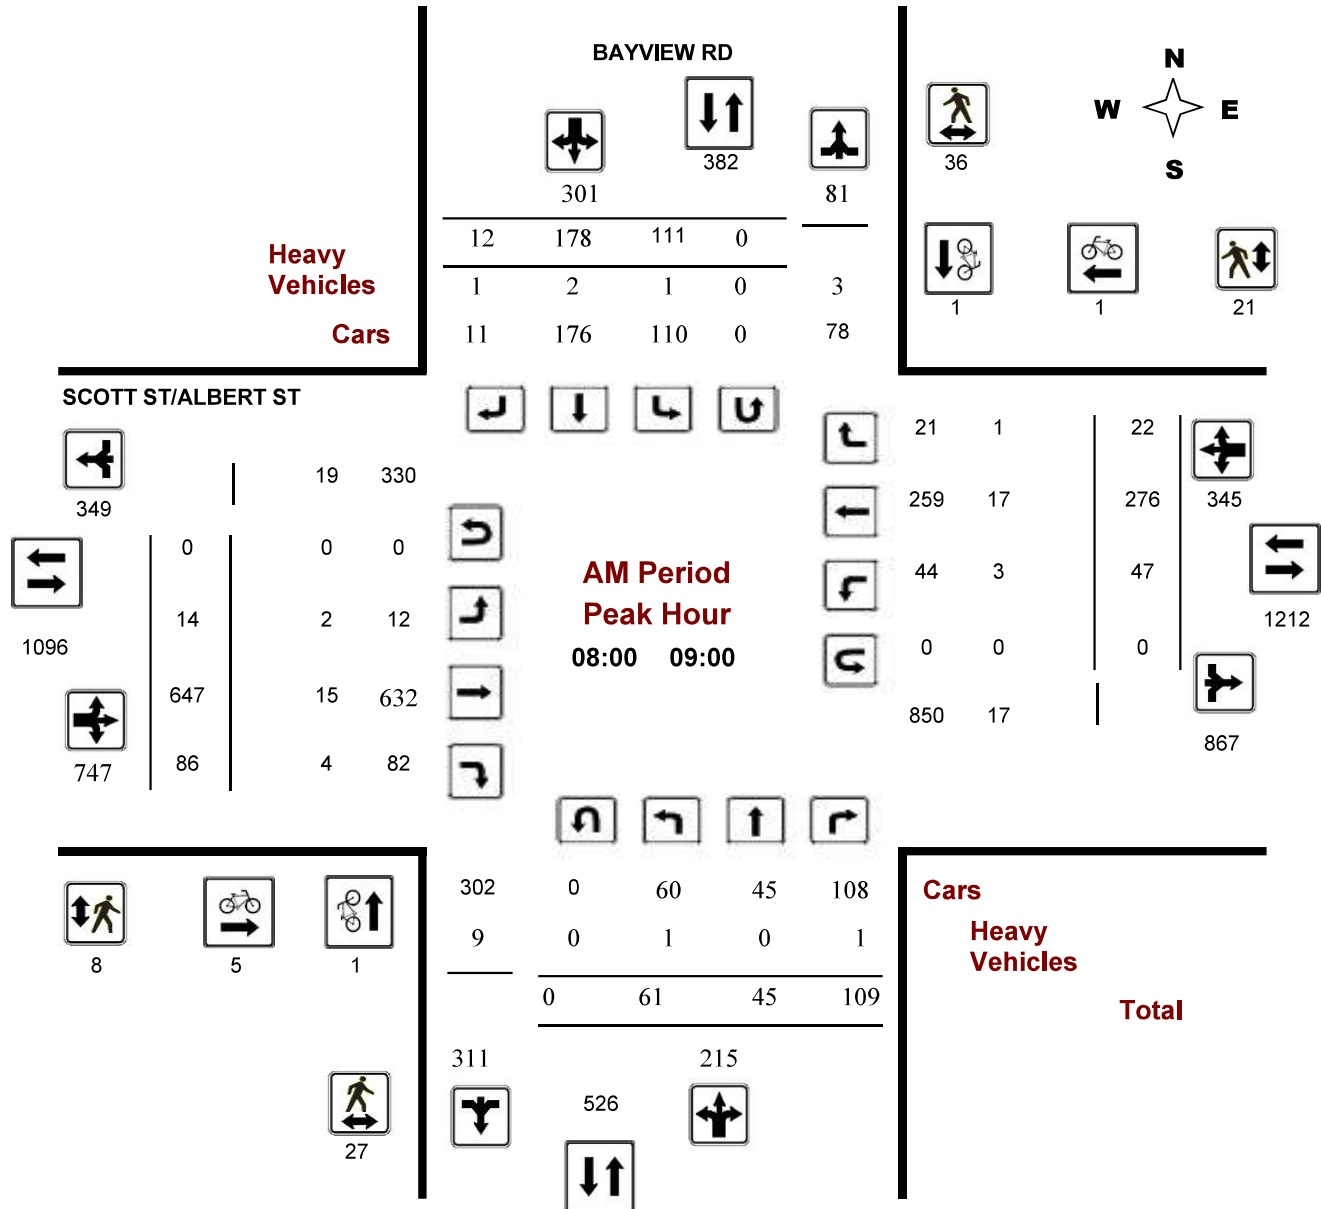 BAYVIEW RD
N
W E
S
382
36
301
81
12 178 111 0
Heavy
Vehicles
1 2 1 0 3
1 1 21
Cars
11 176 110 0 78
SCOTT ST/ALBERT ST
21 1 22
19 330
349
259 17 276 345
0 0 0
AM Period
44 3 47
Peak Hour
14 2 12
1212
1096
08:00 09:00
0 0 0
647 15 632
850 17
867
747 86 4 82
302 0 60 45 108
Cars
9 0 1 0 1
Heavy
Vehicles
8 5 1
0 61 45 109
Total
311 215
526
27